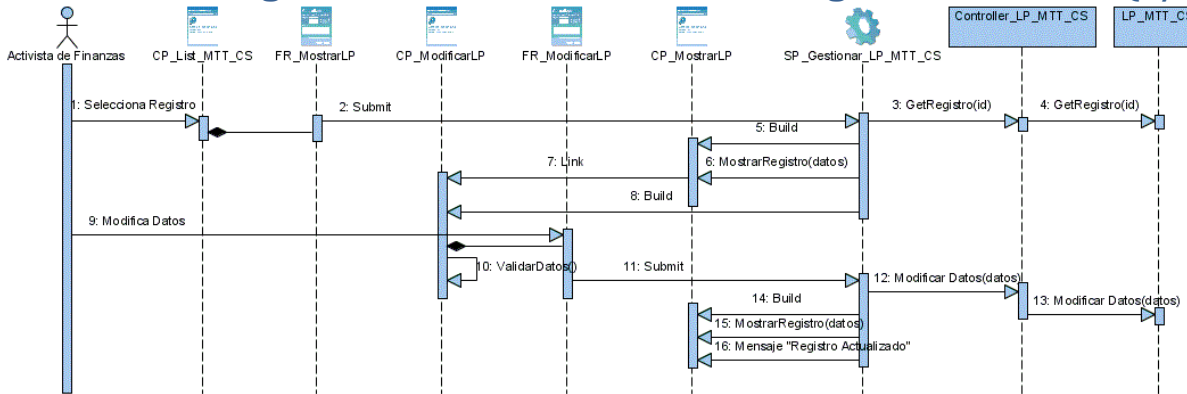 Controller_LP_MTT_CS
Activista de Finanzas
CP_List_MTT_CS
FR_MostrarLP
CP_ModificarLP
FR_ModificarLP
CP_MostrarLP
SP_Gestionar_LP_MTT_CS
LP_MTT_CS
1: Selecciona Registro
2: Submit
3: GetRegistro(id)
4: GetRegistro(id)
5: Build
6: MostrarRegistro(datos)
7: Link
8: Build
9: Modifica Datos
10: ValidarDatos()
11: Submit
12: Modificar Datos(datos)
13: Modificar Datos(datos)
14: Build
15: MostrarRegistro(datos)
16: Mensaje "Registro Actualizado"